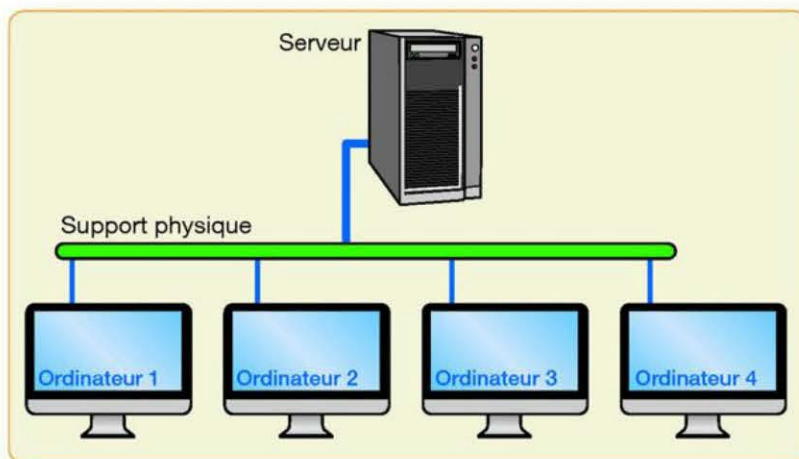 Serveur
Support physique
Ordinateur 1
Ordinateur 2
Ordinateur 3
Ordinateur 4